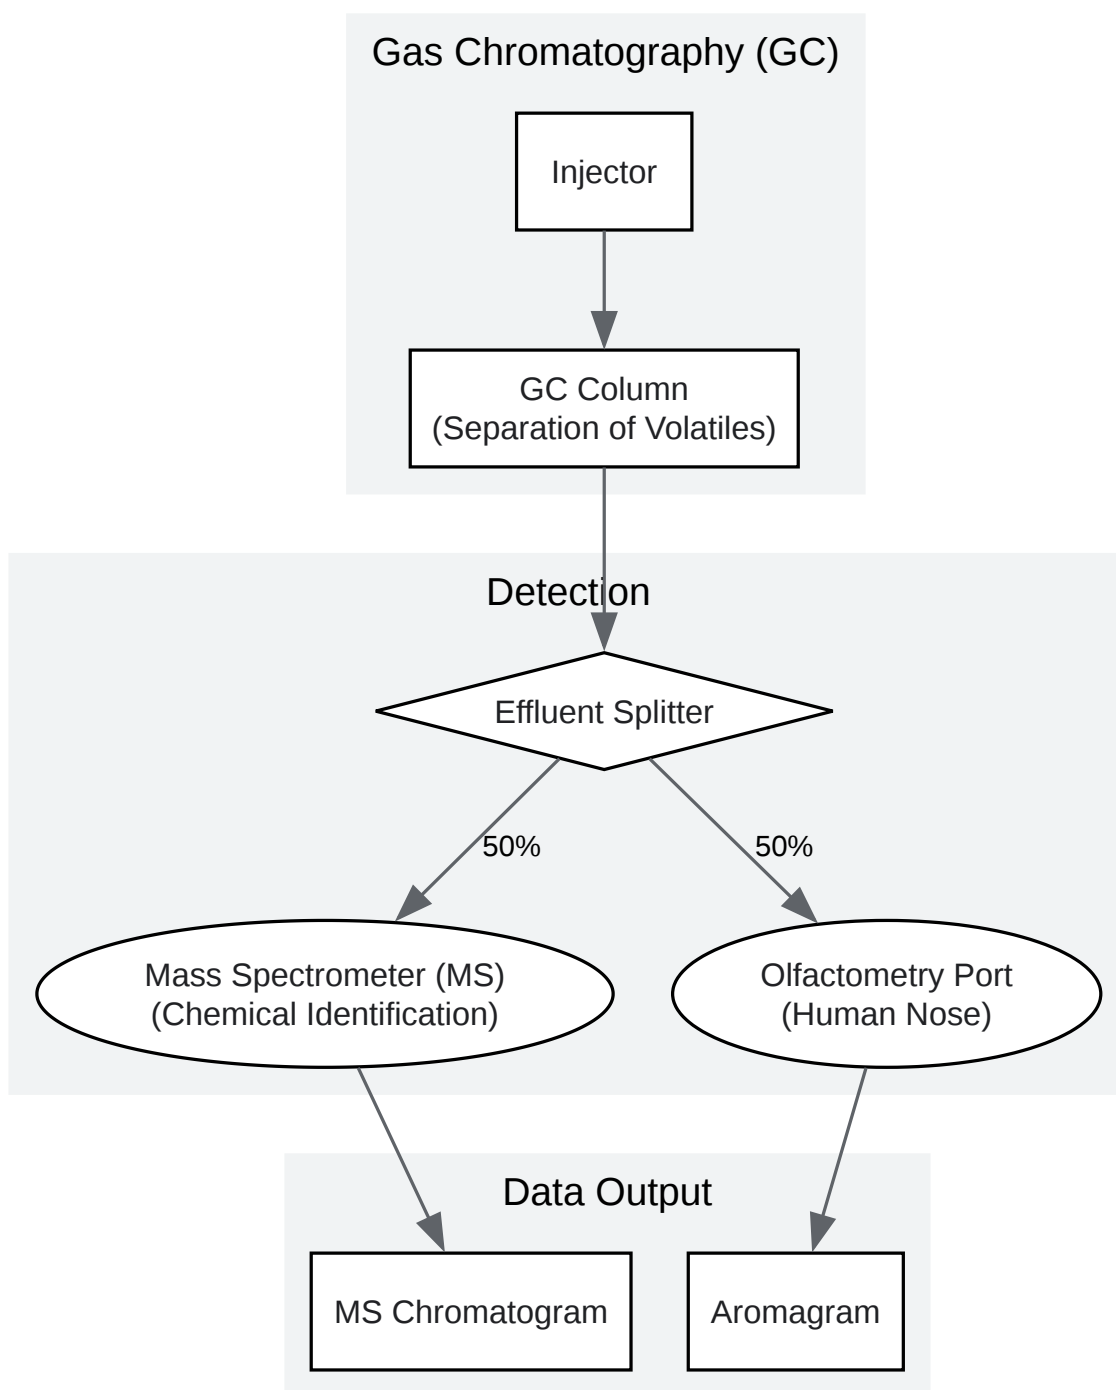 Gas Chromatography (GC)
Injector
GC Column
(Separation of Volatiles)
Detection
Effluent Splitter
50%
50%
Mass Spectrometer (MS)
(Chemical Identification)
Olfactometry Port
(Human Nose)
Data Output
MS Chromatogram
Aromagram